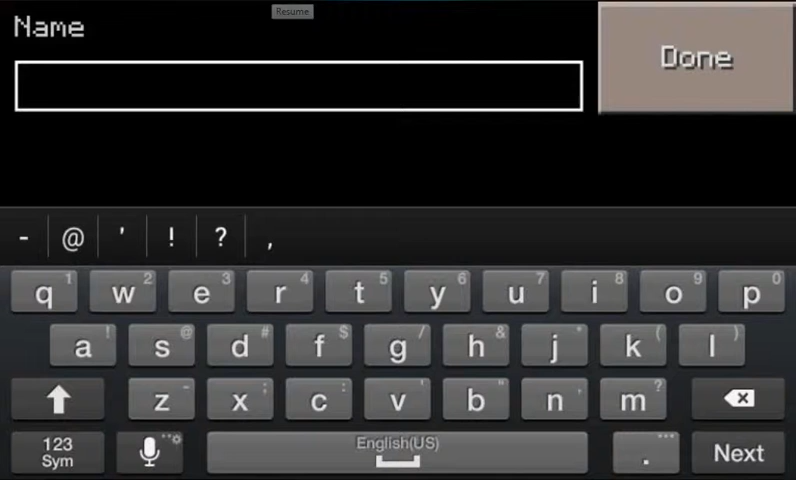 Resume
Name
Done
- @ ' ! ? ,
q 1 w 2 e 3 r 4 t 5 y 6 u 7 i 8 o 9 p 0
a ! s @ d # f $ g / h & j * k ( l )
z - x ; c : v ' b " n , m ?
123 Sym English(US) . ... Next